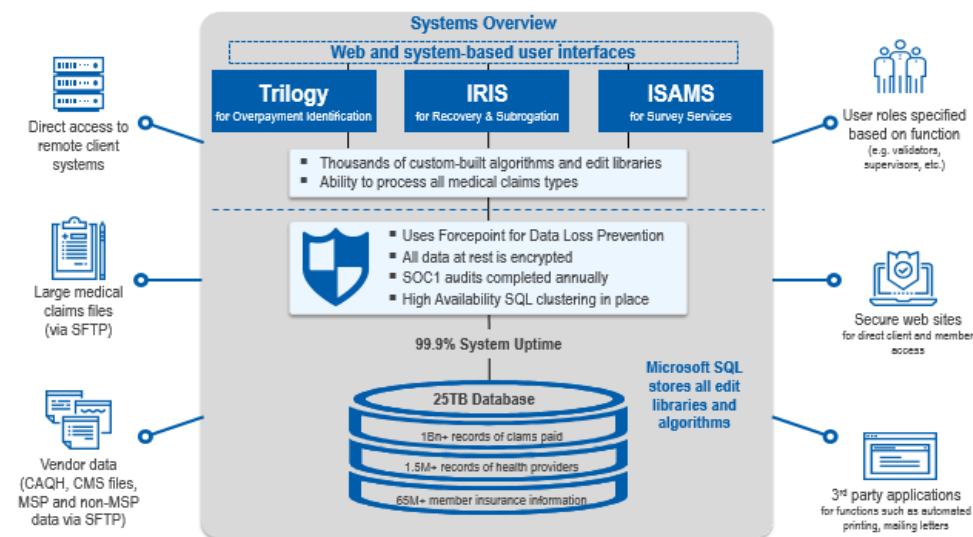 Systems Overview
Web and system-based user interfaces
Trilogy
for Overpayment Identification
IRIS
for Recovery & Subrogation
ISAMS
for Survey Services
▪ Thousands of custom-built algorithms and edit libraries
▪ Ability to process all medical claims types
▪ Uses Forcepoint for Data Loss Prevention
▪ All data at rest is encrypted
▪ SOC1 audits completed annually
▪ High Availability SQL clustering in place
99.9% System Uptime
25TB Database
1Bn+ records of clams paid
1.5M+ records of health providers
65M+ member insurance information
Microsoft SQL
stores all edit
libraries and
algorithms
Direct access to
remote client
systems
Large medical
claims files
(via SFTP)
Vendor data
(CAQH, CMS files,
MSP and non-MSP
data via SFTP)
User roles specified
based on function
(e.g. validators,
supervisors, etc.)
Secure web sites
for direct client and member
access
3rd party applications
for functions such as automated
printing, mailing letters